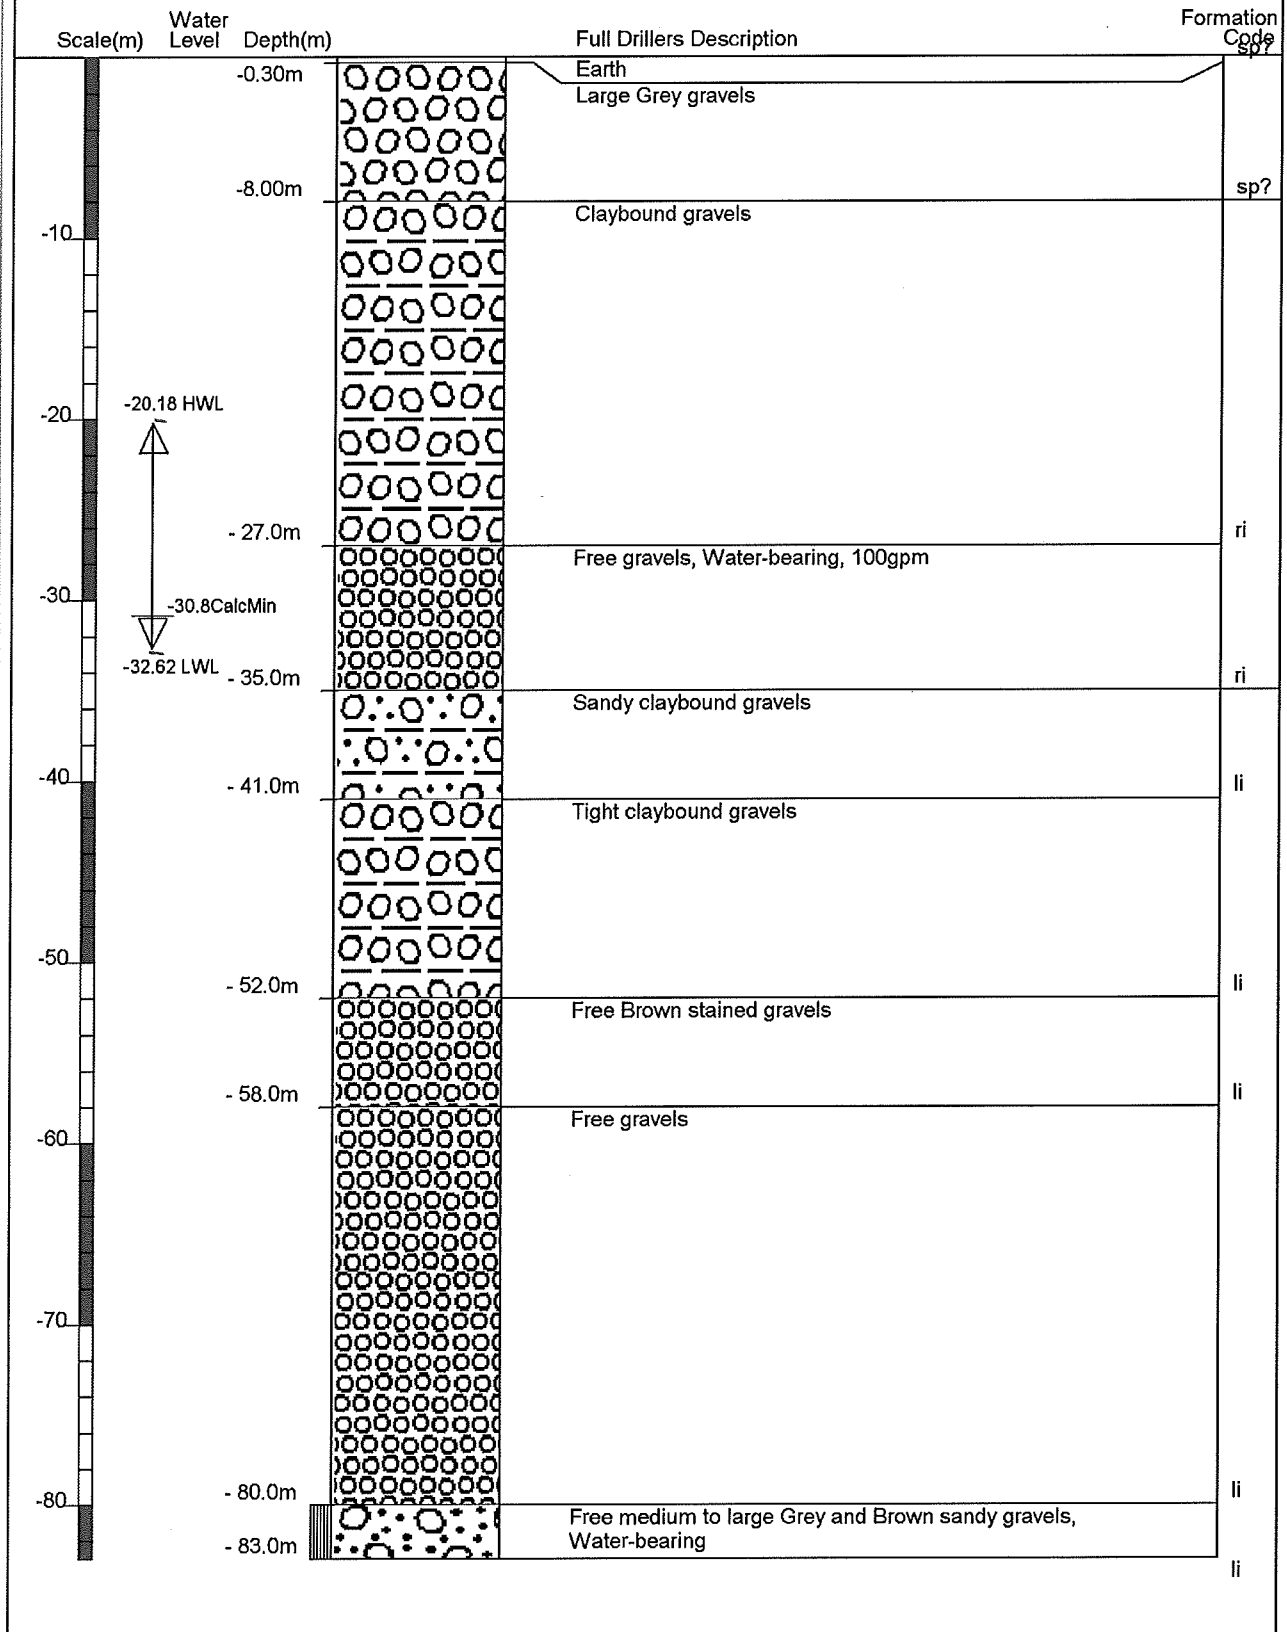 Water Formation
Scale(m) Level Depth(m) Full Drillers Description Code
sp?
-0.30m Earth
Large Grey gravels
-8.00m sp?
Claybound gravels
-10
-20.18 HWL
-20
- 27.0m ri
Free gravels, Water-bearing, 100gpm
-30
-30.8CalcMin
-32.62 LWL
- 35.0m ri
Sandy claybound gravels
-40
- 41.0m li
Tight claybound gravels
-50
- 52.0m li
Free Brown stained gravels
- 58.0m li
Free gravels
-60
-70
-80
- 80.0m li
Free medium to large Grey and Brown sandy gravels,
Water-bearing
- 83.0m
li